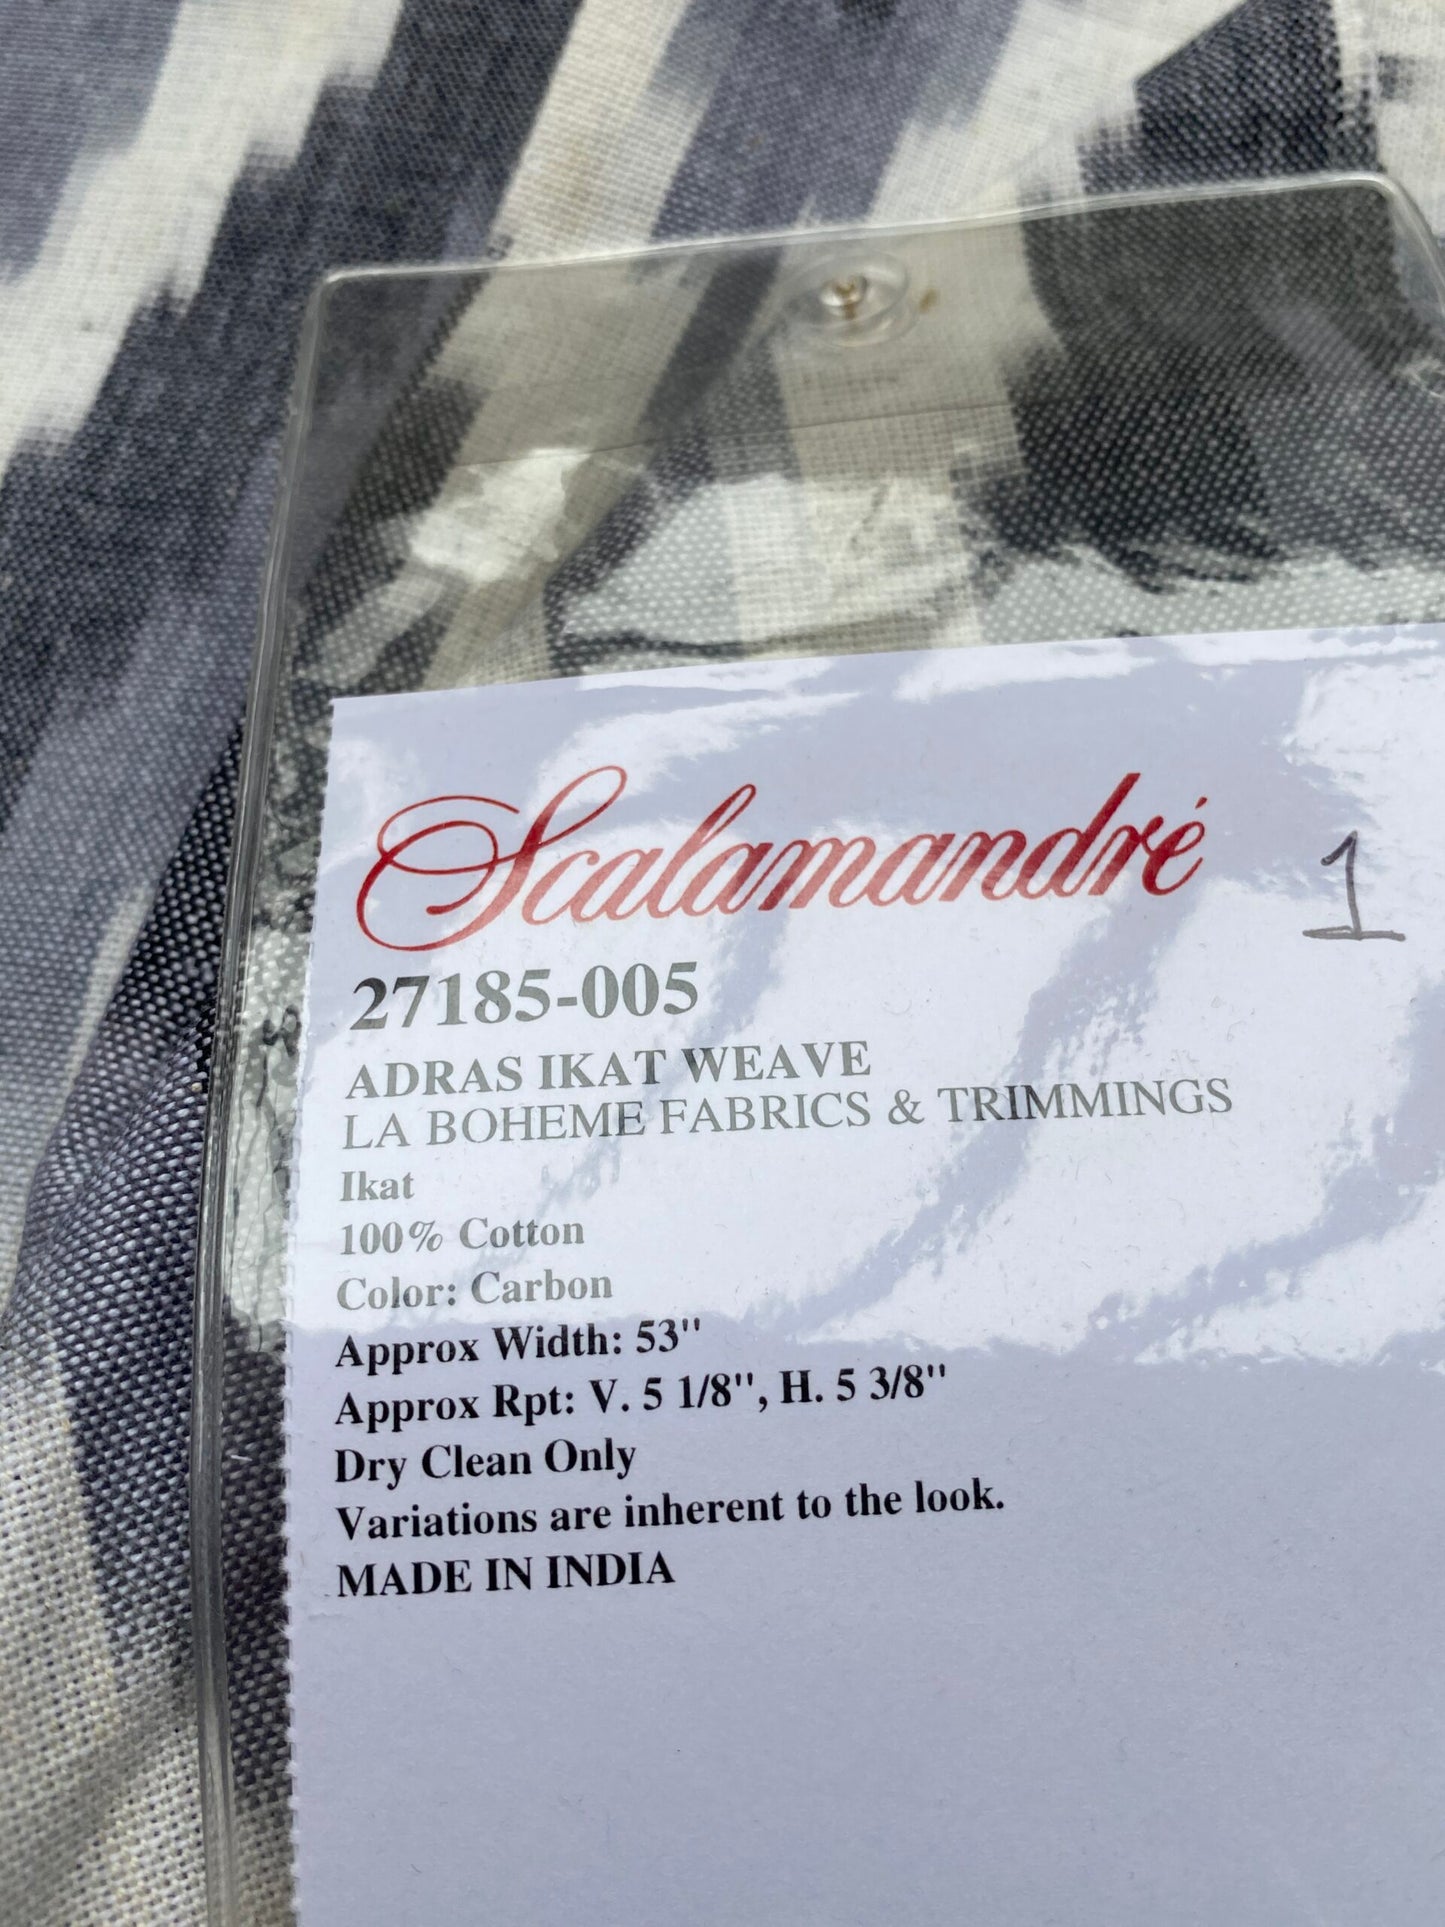 Scalamandré
1
27185-005
ADRAS IKAT WEAVE
LA BOHEME FABRICS & TRIMMINGS
Ikat
100% Cotton
Color: Carbon
Approx Width: 53"
Approx Rpt: V. 5 1/8", H. 5 3/8"
Dry Clean Only
Variations are inherent to the look.
MADE IN INDIA